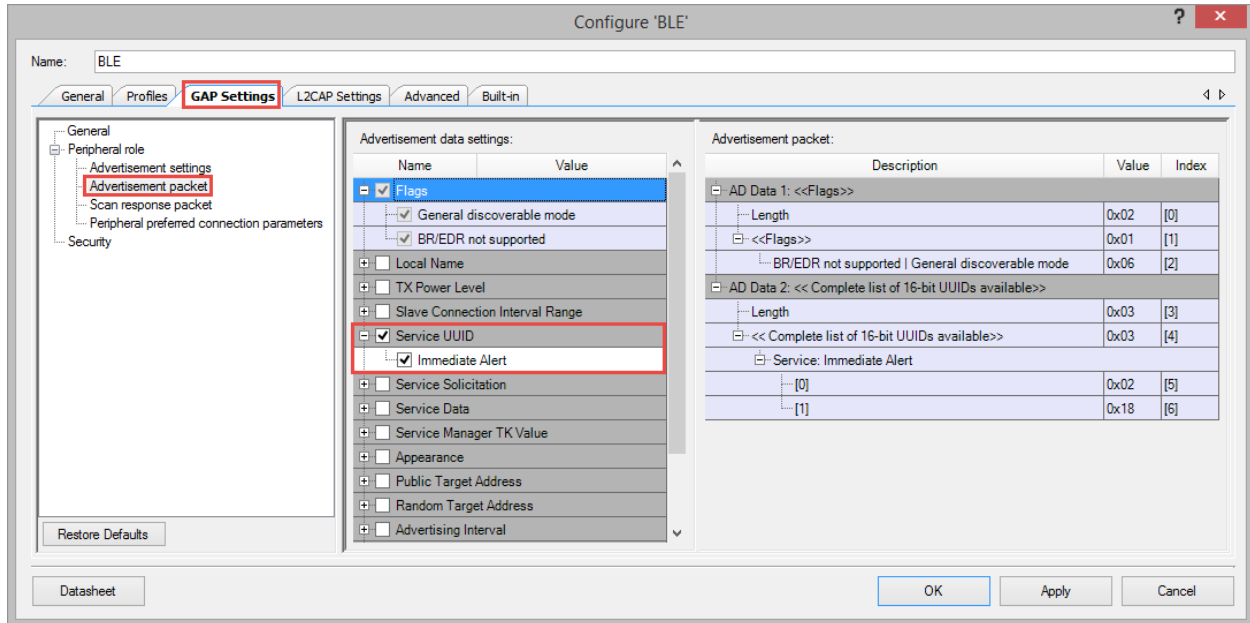 Configure 'BLE'
?
×
Name: BLE
General Profiles GAP Settings L2CAP Settings Advanced Built-in
General
Peripheral role
Advertisement settings
Advertisement packet
Scan response packet
Peripheral preferred connection parameters
Security
Restore Defaults
Advertisement data settings:
Name Value
Flags
General discoverable mode
BR/EDR not supported
Local Name
TX Power Level
Slave Connection Interval Range
Service UUID
Immediate Alert
Service Solicitation
Service Data
Service Manager TK Value
Appearance
Public Target Address
Random Target Address
Advertising Interval
Advertisement packet:
Description Value Index
AD Data 1: <<Flags>>
Length 0x02 [0]
<<Flags>> 0x01 [1]
BR/EDR not supported | General discoverable mode 0x06 [2]
AD Data 2: << Complete list of 16-bit UUIDs available>>
Length 0x03 [3]
<< Complete list of 16-bit UUIDs available>> 0x03 [4]
Service: Immediate Alert
[0] 0x02 [5]
[1] 0x18 [6]
Datasheet OK Apply Cancel